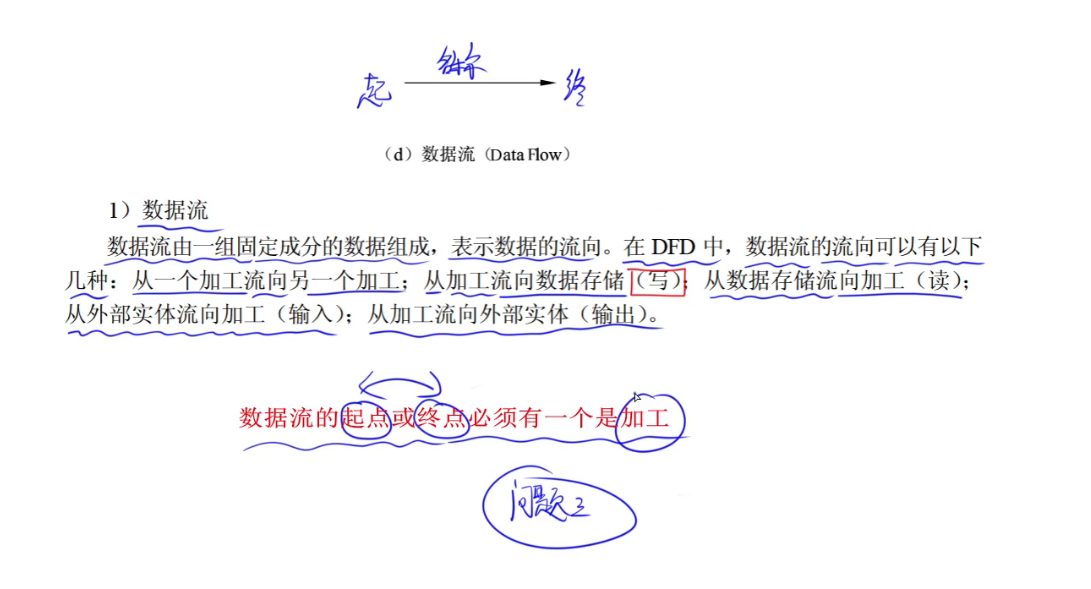 名称
起 终
（d）数据流（Data Flow）
1）数据流
数据流由一组固定成分的数据组成，表示数据的流向。在 DFD 中，数据流的流向可以有以下
几种：从一个加工流向另一个加工；从加工流向数据存储（写）；从数据存储流向加工（读）；
从外部实体流向加工（输入）；从加工流向外部实体（输出）。
数据流的起点或终点必须有一个是加工
问题3